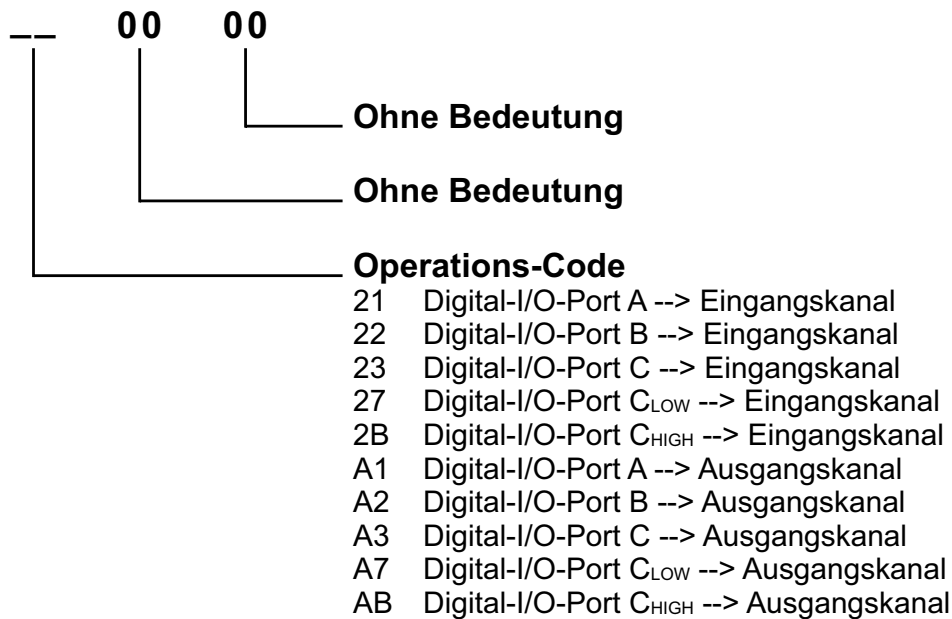 __ 00 00
Ohne Bedeutung
Ohne Bedeutung
Operations-Code
21 Digital-I/O-Port A --> Eingangskanal
22 Digital-I/O-Port B --> Eingangskanal
23 Digital-I/O-Port C --> Eingangskanal
27 Digital-I/O-Port CLOW --> Eingangskanal
2B Digital-I/O-Port CHIGH --> Eingangskanal
A1 Digital-I/O-Port A --> Ausgangskanal
A2 Digital-I/O-Port B --> Ausgangskanal
A3 Digital-I/O-Port C --> Ausgangskanal
A7 Digital-I/O-Port CLOW --> Ausgangskanal
AB Digital-I/O-Port CHIGH --> Ausgangskanal